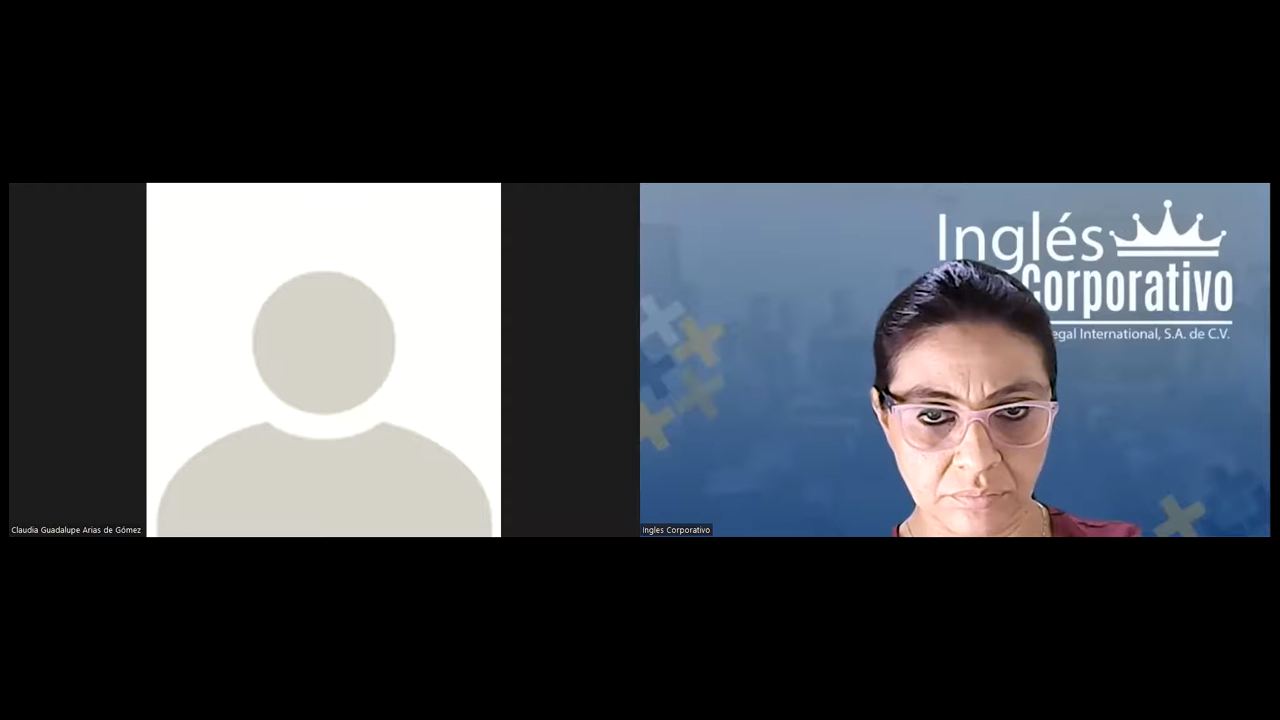 Inglés
Corporativo
egal International, S.A. de C.V.
Claudia Guadalupe Arias de Gómez
Ingles Corporativo